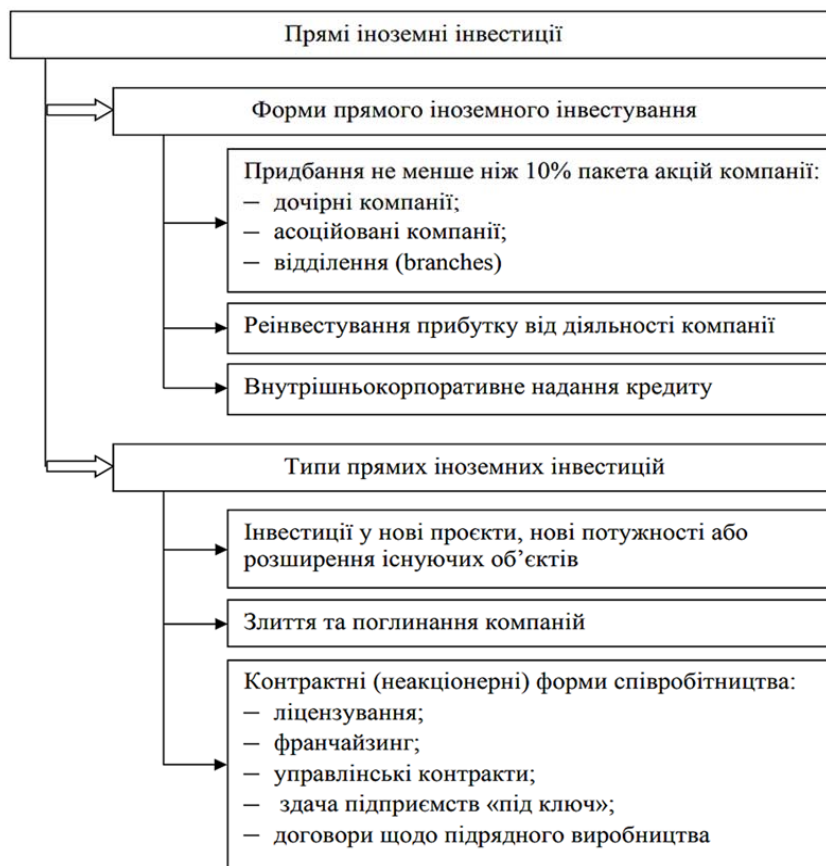 Прямі іноземні інвестиції
Форми прямого іноземного інвестування
Придбання не менше ніж 10% пакета акцій компанії:
– дочірні компанії;
– асоційовані компанії;
– відділення (branches)
Реінвестування прибутку від діяльності компанії
Внутрішньокорпоративне надання кредиту
Типи прямих іноземних інвестицій
Інвестиції у нові проєкти, нові потужності або
розширення існуючих об’єктів
Злиття та поглинання компаній
Контрактні (неакціонерні) форми співробітництва:
– ліцензування;
– франчайзинг;
– управлінські контракти;
– здача підприємств «під ключ»;
– договори щодо підрядного виробництва